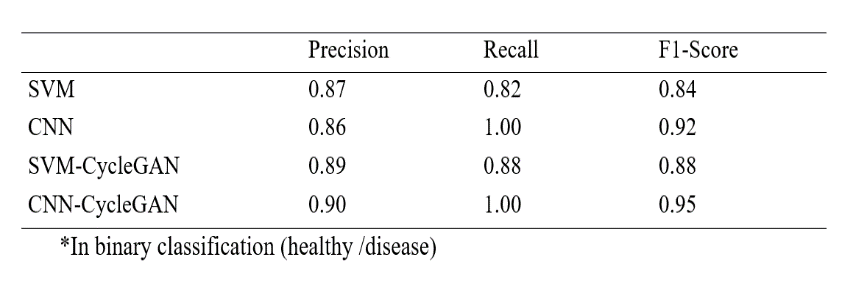 Precision Recall F1-Score
SVM 0.87 0.82 0.84
CNN 0.86 1.00 0.92
SVM-CycleGAN 0.89 0.88 0.88
CNN-CycleGAN 0.90 1.00 0.95
*In binary classification (healthy /disease)